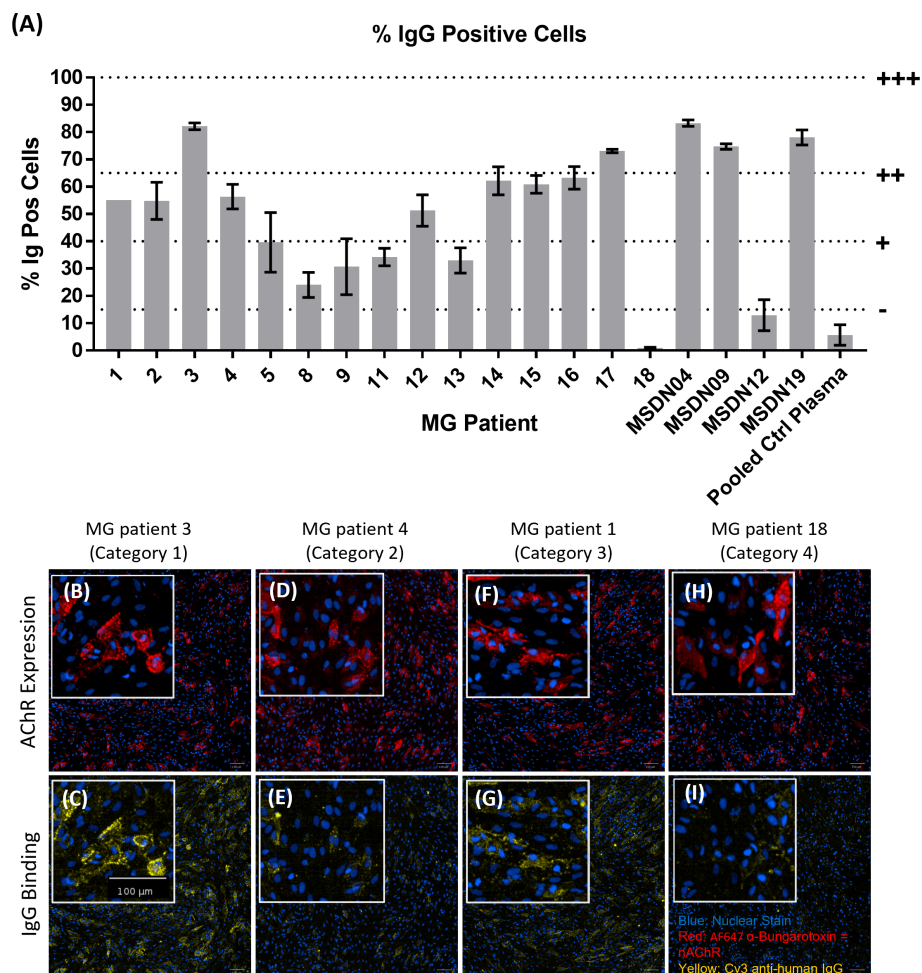 (A)
% IgG Positive Cells
% Ig Pos Cells
100
90
80
70
60
50
40
30
20
10
0
+++
++
+
-
1
2
3
4
5
8
9
11
12
13
14
15
16
17
18
MSDN04
MSDN09
MSDN12
MSDN19
Pooled Ctrl Plasma
MG Patient
MG patient 3
(Category 1)
MG patient 4
(Category 2)
MG patient 1
(Category 3)
MG patient 18
(Category 4)
AChR Expression
(B)
(D)
(F)
(H)
IgG Binding
(C)
100 µm
(E)
(G)
(I)
Blue: Nuclear Stain
Red: AF647 α-Bungarotoxin =
nAChR
Yellow: Cy3 anti-human IgG